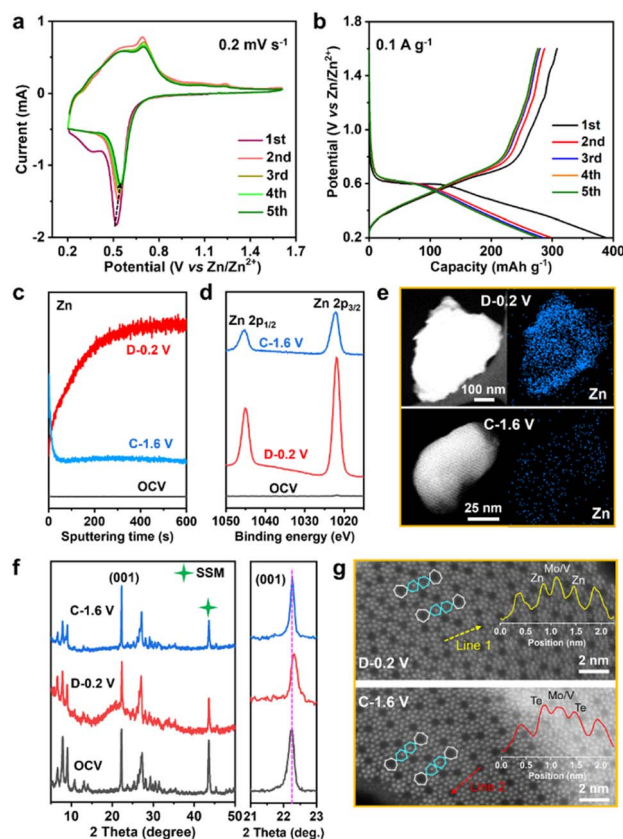 a
0.2 mV s⁻¹
1st
2nd
3rd
4th
5th
Current (mA)
1
0
-1
-2
0.2 0.5 0.8 1.1 1.4 1.7
Potential (V vs Zn/Zn²⁺)
b
0.1 A g⁻¹
1st
2nd
3rd
4th
5th
Potential (V vs Zn/Zn²⁺)
1.6
1.2
0.8
0.6
0.4
0.2
0 100 200 300 400
Capacity (mAh g⁻¹)
c
Zn
D-0.2 V
C-1.6 V
OCV
0 200 400 600
Sputtering time (s)
d
Zn 2p₁/₂
Zn 2p₃/₂
C-1.6 V
D-0.2 V
OCV
1050 1040 1030 1020
Binding energy (eV)
e
D-0.2 V
100 nm
Zn
C-1.6 V
25 nm
Zn
f
(001)
SSM
C-1.6 V
D-0.2 V
OCV
10 20 30 40 50
2 Theta (degree)
(001)
21 22 23
2 Theta (deg.)
g
Mo/V
Zn
Zn
Line 1
0.0 0.5 1.0 1.5 2.0
Position (nm)
D-0.2 V
2 nm
C-1.6 V
Mo/V
Te
Te
0.0 0.5 1.0 1.5 2.0
Position (nm)
Line 2
2 nm